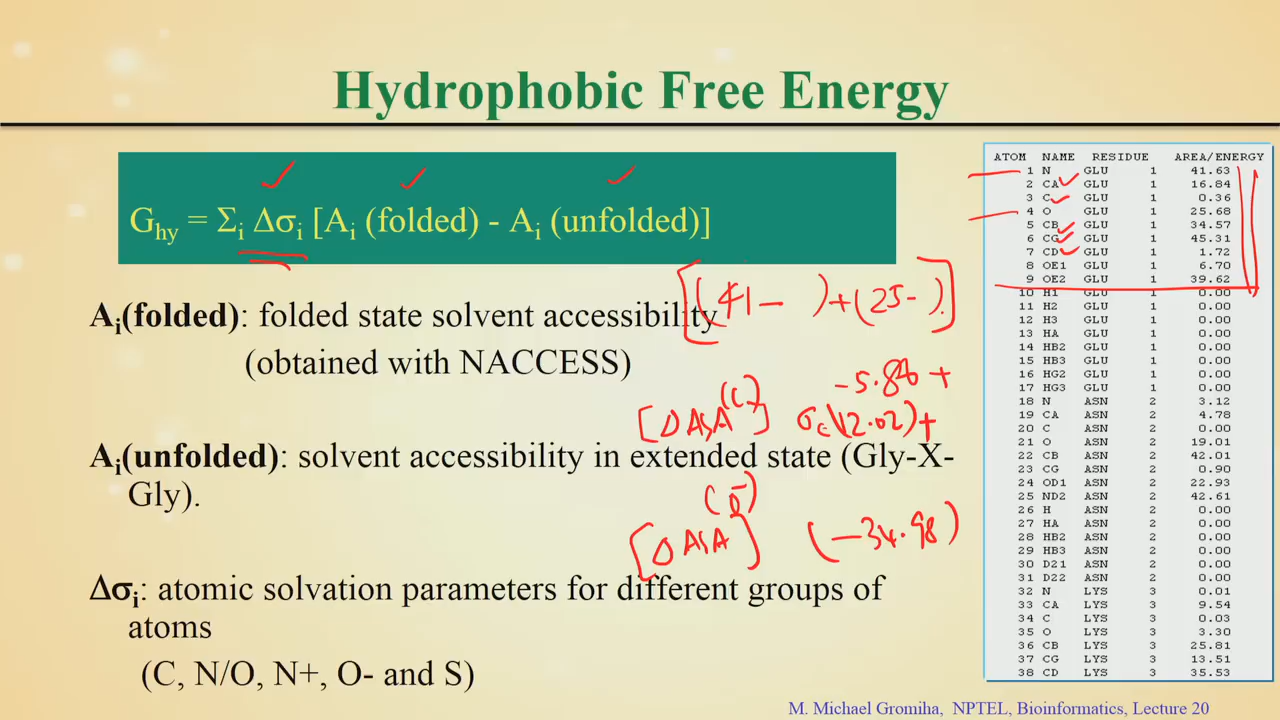 Hydrophobic Free Energy
G_hy = Σ_i Δσ_i [A_i (folded) - A_i (unfolded)]
A_i(folded): folded state solvent accessibility
(obtained with NACCESS)
A_i(unfolded): solvent accessibility in extended state (Gly-X-
Gly).
Δσ_i: atomic solvation parameters for different groups of
atoms
(C, N/O, N+, O- and S)
[(41 - ) + (25 - )]
-5.88 +
[ΔASA (C)] σ_c (12.02) +
[ΔASA (O-)] (-34.98)
ATOM NAME RESIDUE AREA/ENERGY
1 N GLU 1 41.63
2 CA GLU 1 16.84
3 C GLU 1 0.36
4 O GLU 1 25.68
5 CB GLU 1 34.57
6 CG GLU 1 45.31
7 CD GLU 1 1.72
8 OE1 GLU 1 6.70
9 OE2 GLU 1 39.62
10 H1 GLU 1 0.00
11 H2 GLU 1 0.00
12 H3 GLU 1 0.00
13 HA GLU 1 0.00
14 HB2 GLU 1 0.00
15 HB3 GLU 1 0.00
16 HG2 GLU 1 0.00
17 HG3 GLU 1 0.00
18 N ASN 2 3.12
19 CA ASN 2 4.78
20 C ASN 2 0.00
21 O ASN 2 19.01
22 CB ASN 2 42.01
23 CG ASN 2 0.90
24 OD1 ASN 2 22.93
25 ND2 ASN 2 42.61
26 H ASN 2 0.00
27 HA ASN 2 0.00
28 HB2 ASN 2 0.00
29 HB3 ASN 2 0.00
30 D21 ASN 2 0.00
31 D22 ASN 2 0.00
32 N LYS 3 0.01
33 CA LYS 3 9.54
34 C LYS 3 0.03
35 O LYS 3 3.30
36 CB LYS 3 25.81
37 CG LYS 3 13.51
38 CD LYS 3 35.53
M. Michael Gromiha, NPTEL, Bioinformatics, Lecture 20